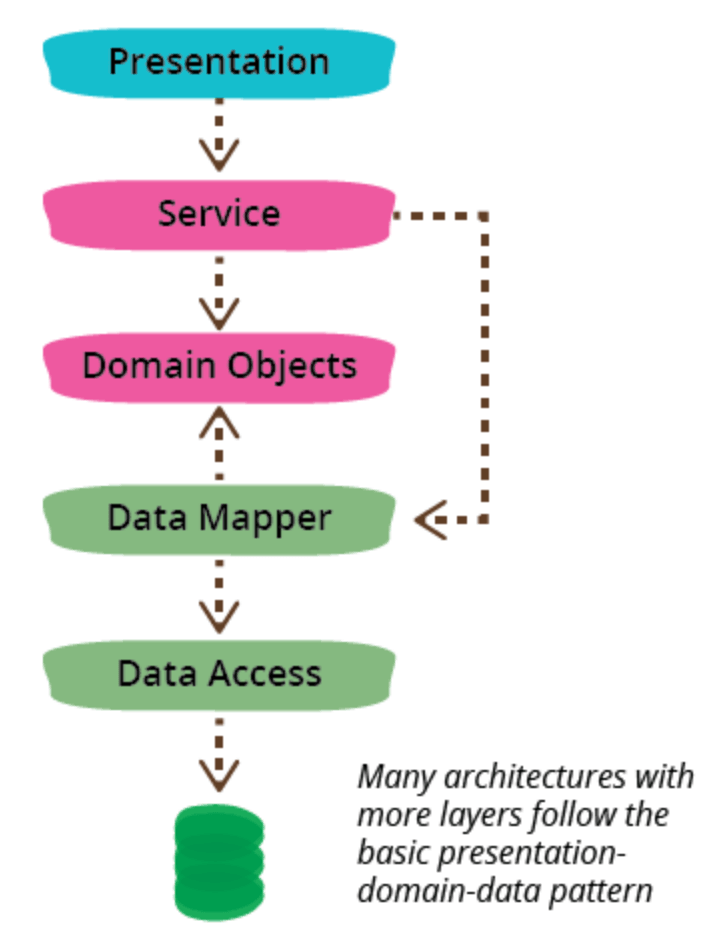 Presentation
Service
Domain Objects
Data Mapper
Data Access
Many architectures with
more layers follow the
basic presentation-
domain-data pattern